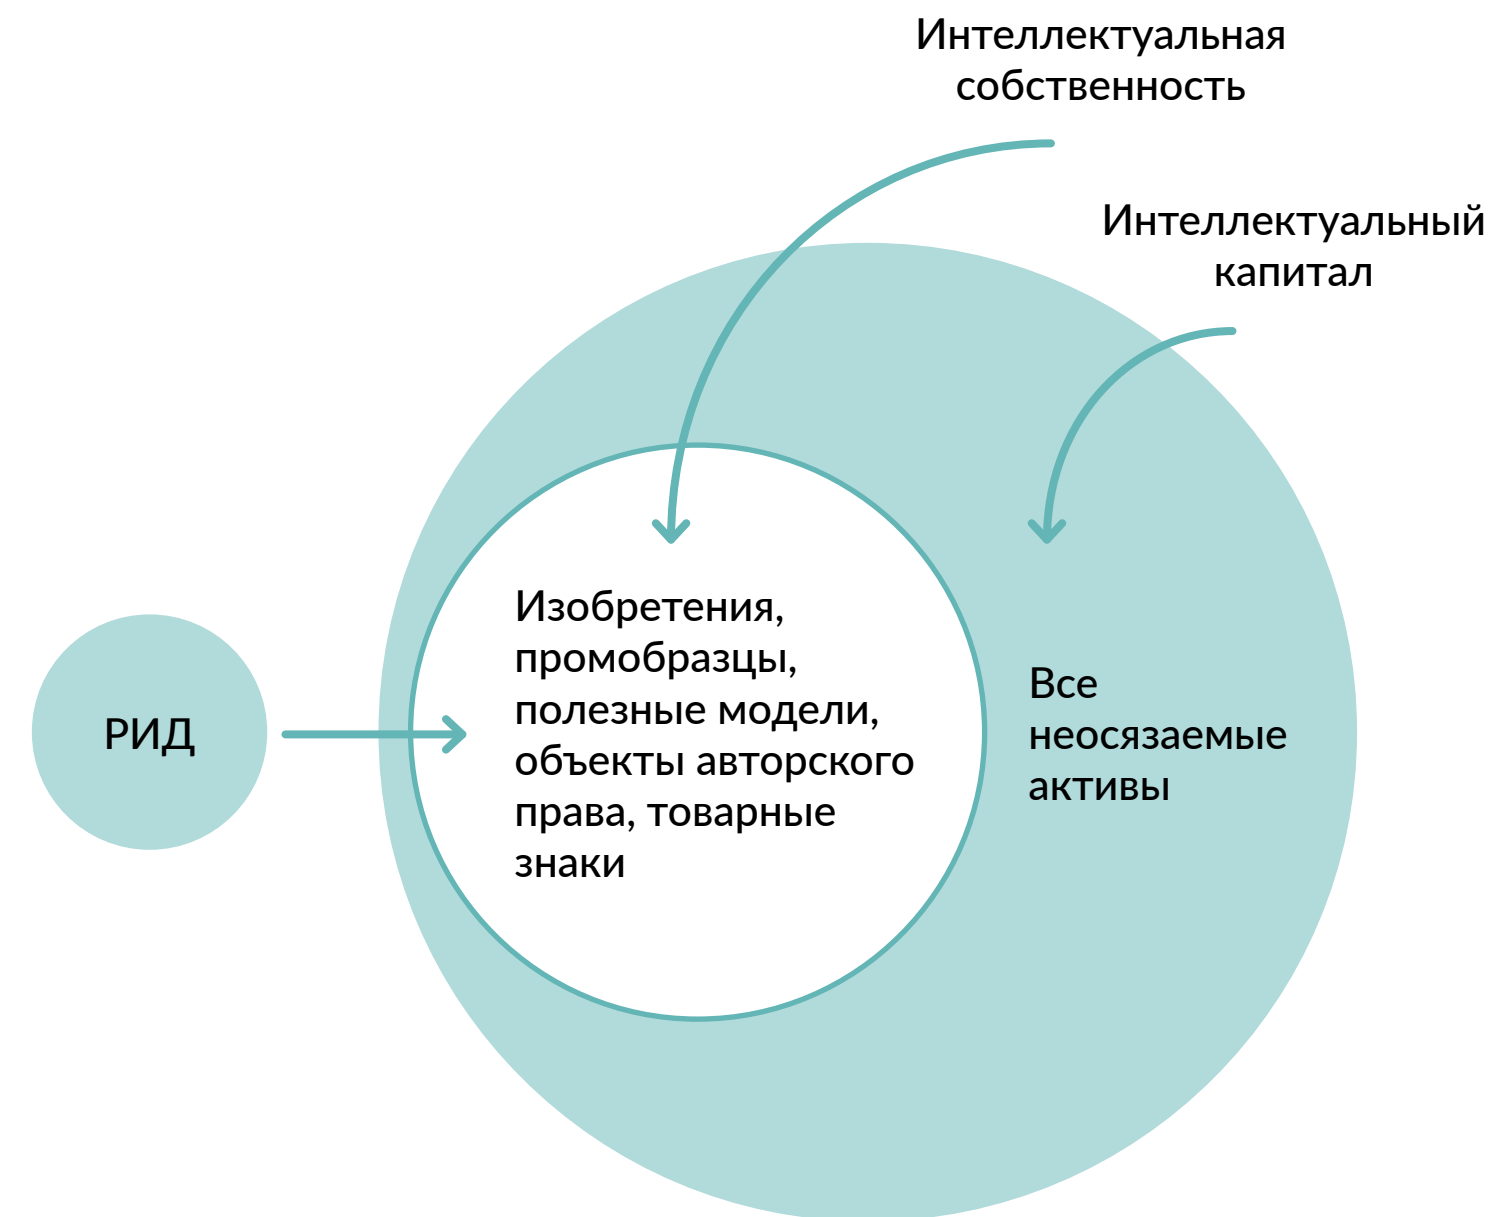 Интеллектуальная
собственность
Интеллектуальный
капитал
РИД
Изобретения,
промобразцы,
полезные модели,
объекты авторского
права, товарные
знаки
Все
неосязаемые
активы